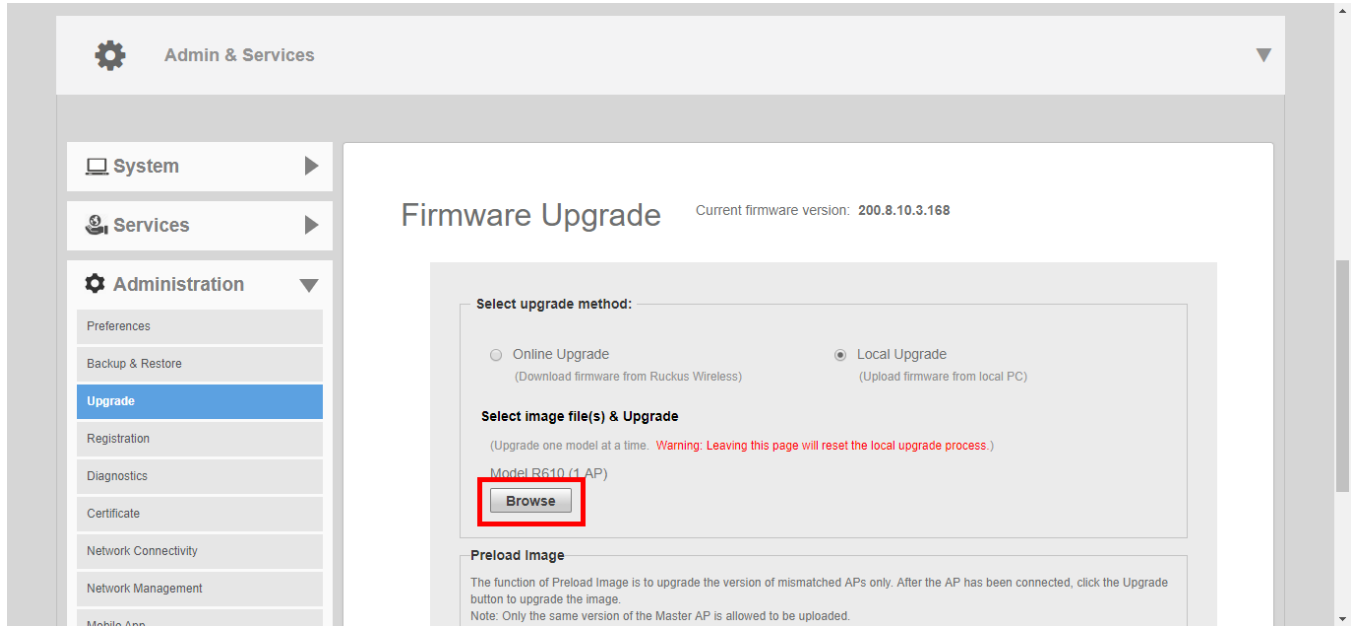 Admin & Services
System
Services
Administration
Preferences
Backup & Restore
Upgrade
Registration
Diagnostics
Certificate
Network Connectivity
Network Management
Mobile App
Firmware Upgrade
Current firmware version: 200.8.10.3.168
Select upgrade method:
Online Upgrade
(Download firmware from Ruckus Wireless)
Local Upgrade
(Upload firmware from local PC)
Select image file(s) & Upgrade
(Upgrade one model at a time. Warning: Leaving this page will reset the local upgrade process.)
Model R610 (1 AP)
Browse
Preload Image
The function of Preload Image is to upgrade the version of mismatched APs only. After the AP has been connected, click the Upgrade
button to upgrade the image.
Note: Only the same version of the Master AP is allowed to be uploaded.